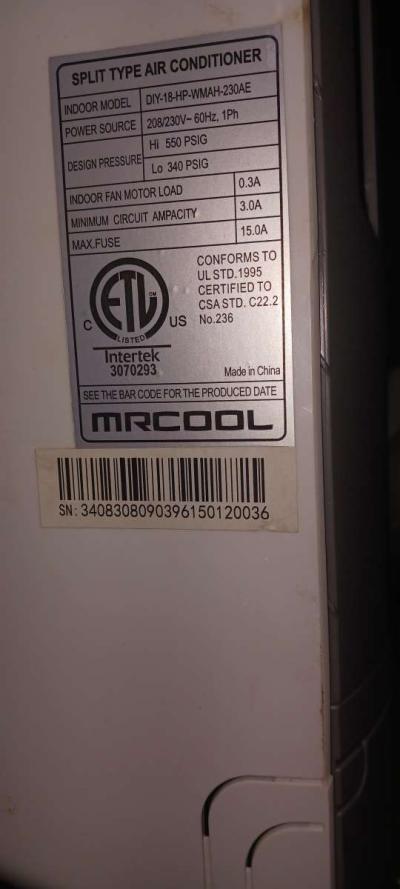 SPLIT TYPE AIR CONDITIONER
INDOOR MODEL DIY-18-HP-WMAH-230AE
POWER SOURCE 208/230V~ 60Hz, 1Ph
DESIGN PRESSURE Hi 550 PSIG
Lo 340 PSIG
INDOOR FAN MOTOR LOAD 0.3A
MINIMUM CIRCUIT AMPACITY 3.0A
MAX.FUSE 15.0A
CONFORMS TO
UL STD.1995
CERTIFIED TO
CSA STD. C22.2
No.236
C ETL US
LISTED
Intertek
3070293
Made in China
SEE THE BAR CODE FOR THE PRODUCED DATE
MRCOOL
SN: 3408308090396150120036